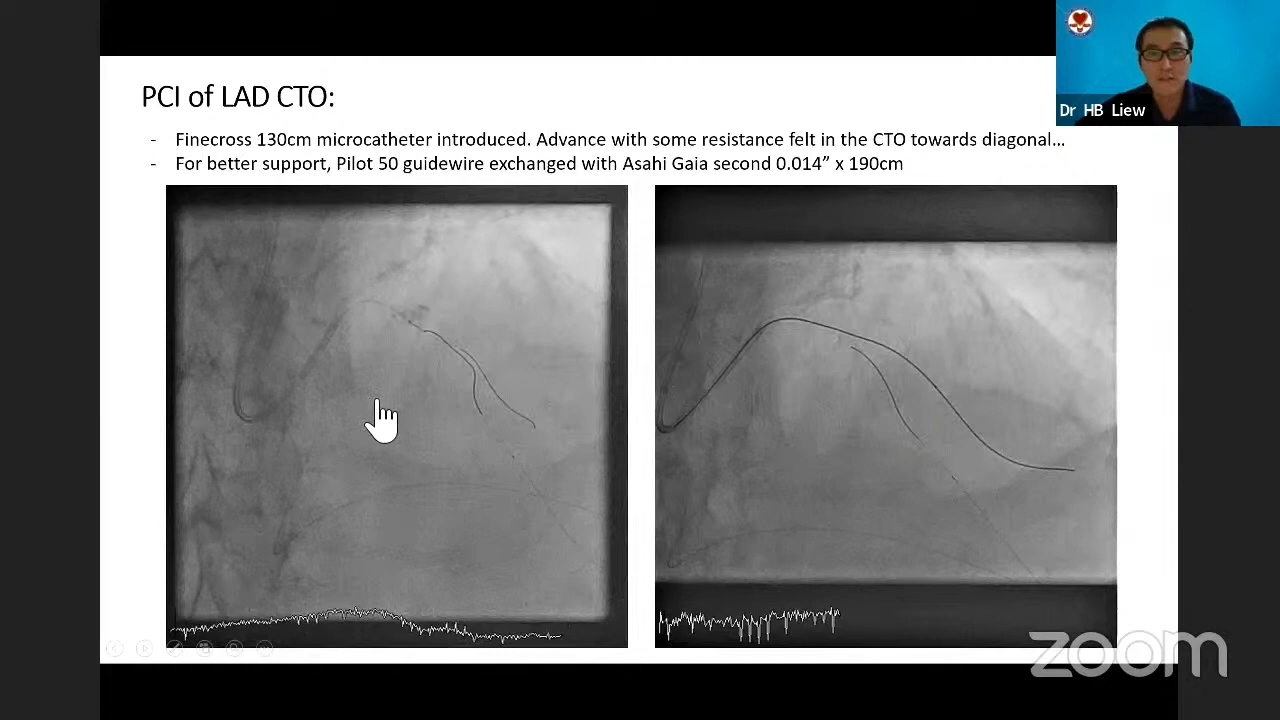 PCI of LAD CTO:
Dr HB Liew
- Finecross 130cm microcatheter introduced. Advance with some resistance felt in the CTO towards diagonal…
- For better support, Pilot 50 guidewire exchanged with Asahi Gaia second 0.014” x 190cm
zoom